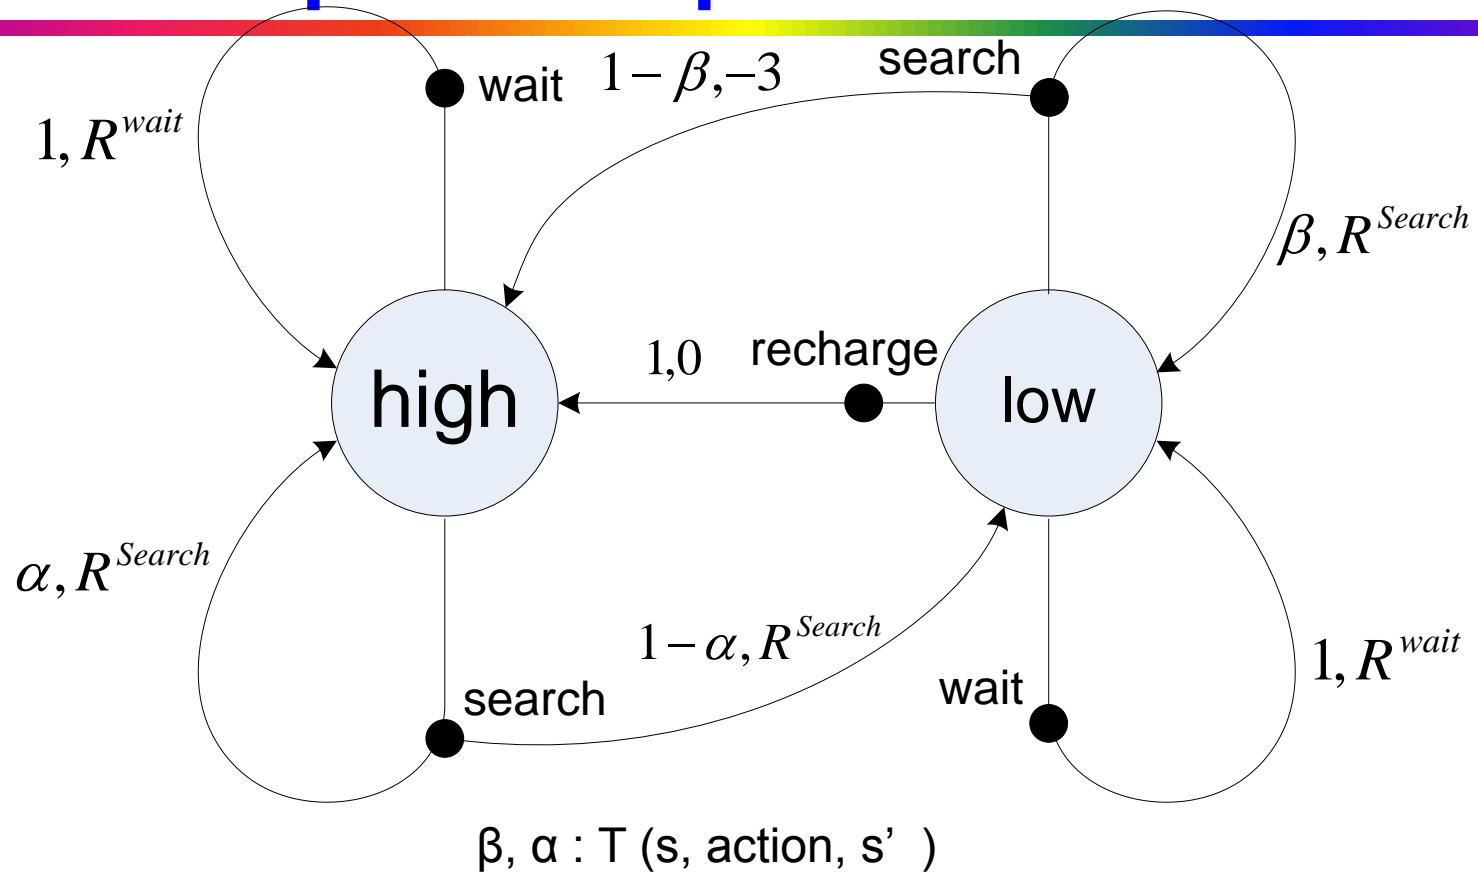 wait
1−β,−3
search
1, R^wait
β, R^Search
1,0
recharge
high
low
α, R^Search
1−α, R^Search
1, R^wait
wait
search
β, α : T (s, action, s’ )